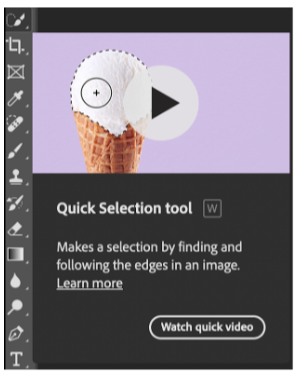 Quick Selection tool W
Makes a selection by finding and
following the edges in an image.
Learn more
Watch quick video
T